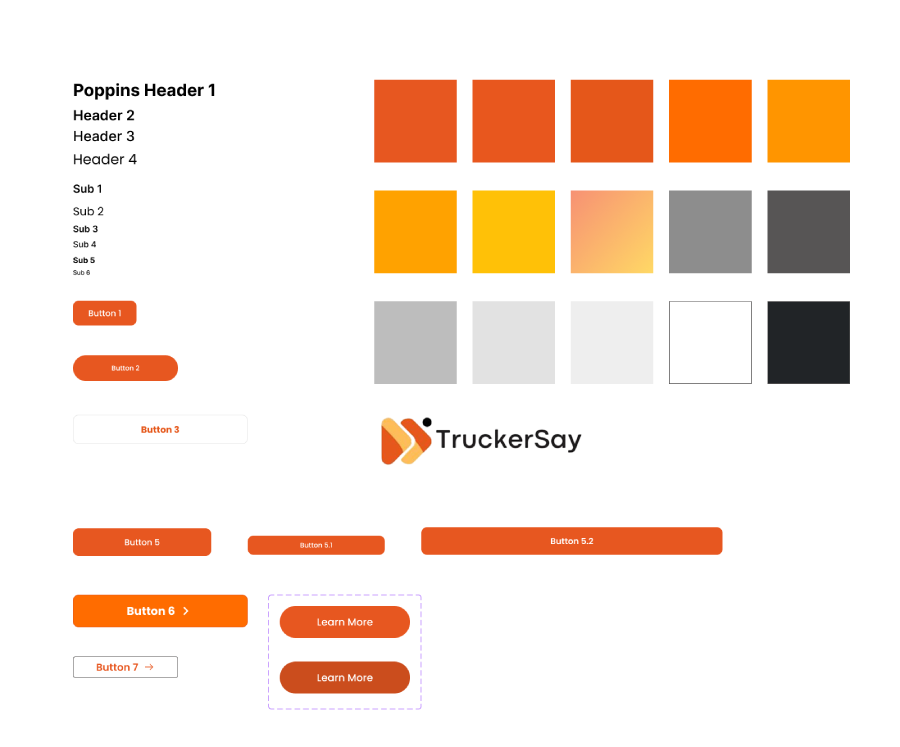 Poppins Header 1
Header 2
Header 3
Header 4
Sub 1
Sub 2
Sub 3
Sub 4
Sub 5
Sub 6
Button 1
Button 2
Button 3
TruckerSay
Button 5
Button 5.1
Button 5.2
Button 6
Learn More
Button 7
Learn More